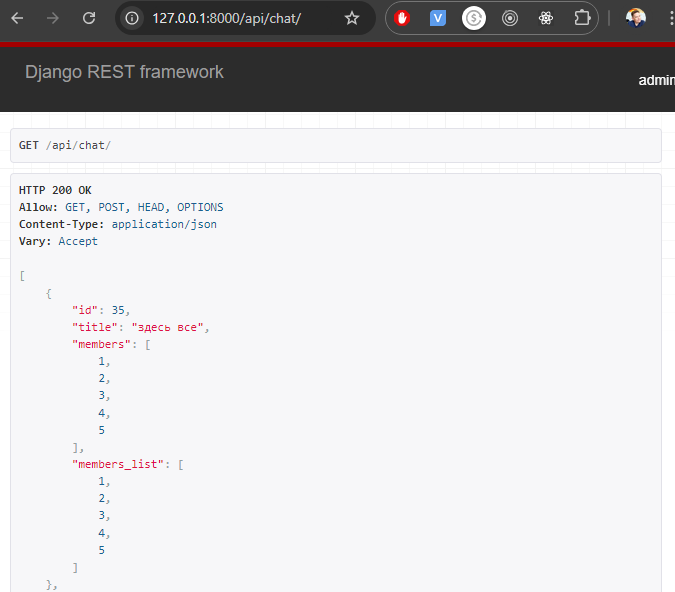 127.0.0.1:8000/api/chat/
Django REST framework
admin
GET /api/chat/
HTTP 200 OK
Allow: GET, POST, HEAD, OPTIONS
Content-Type: application/json
Vary: Accept
[
{
"id": 35,
"title": "здесь все",
"members": [
1,
2,
3,
4,
5
],
"members_list": [
1,
2,
3,
4,
5
]
},